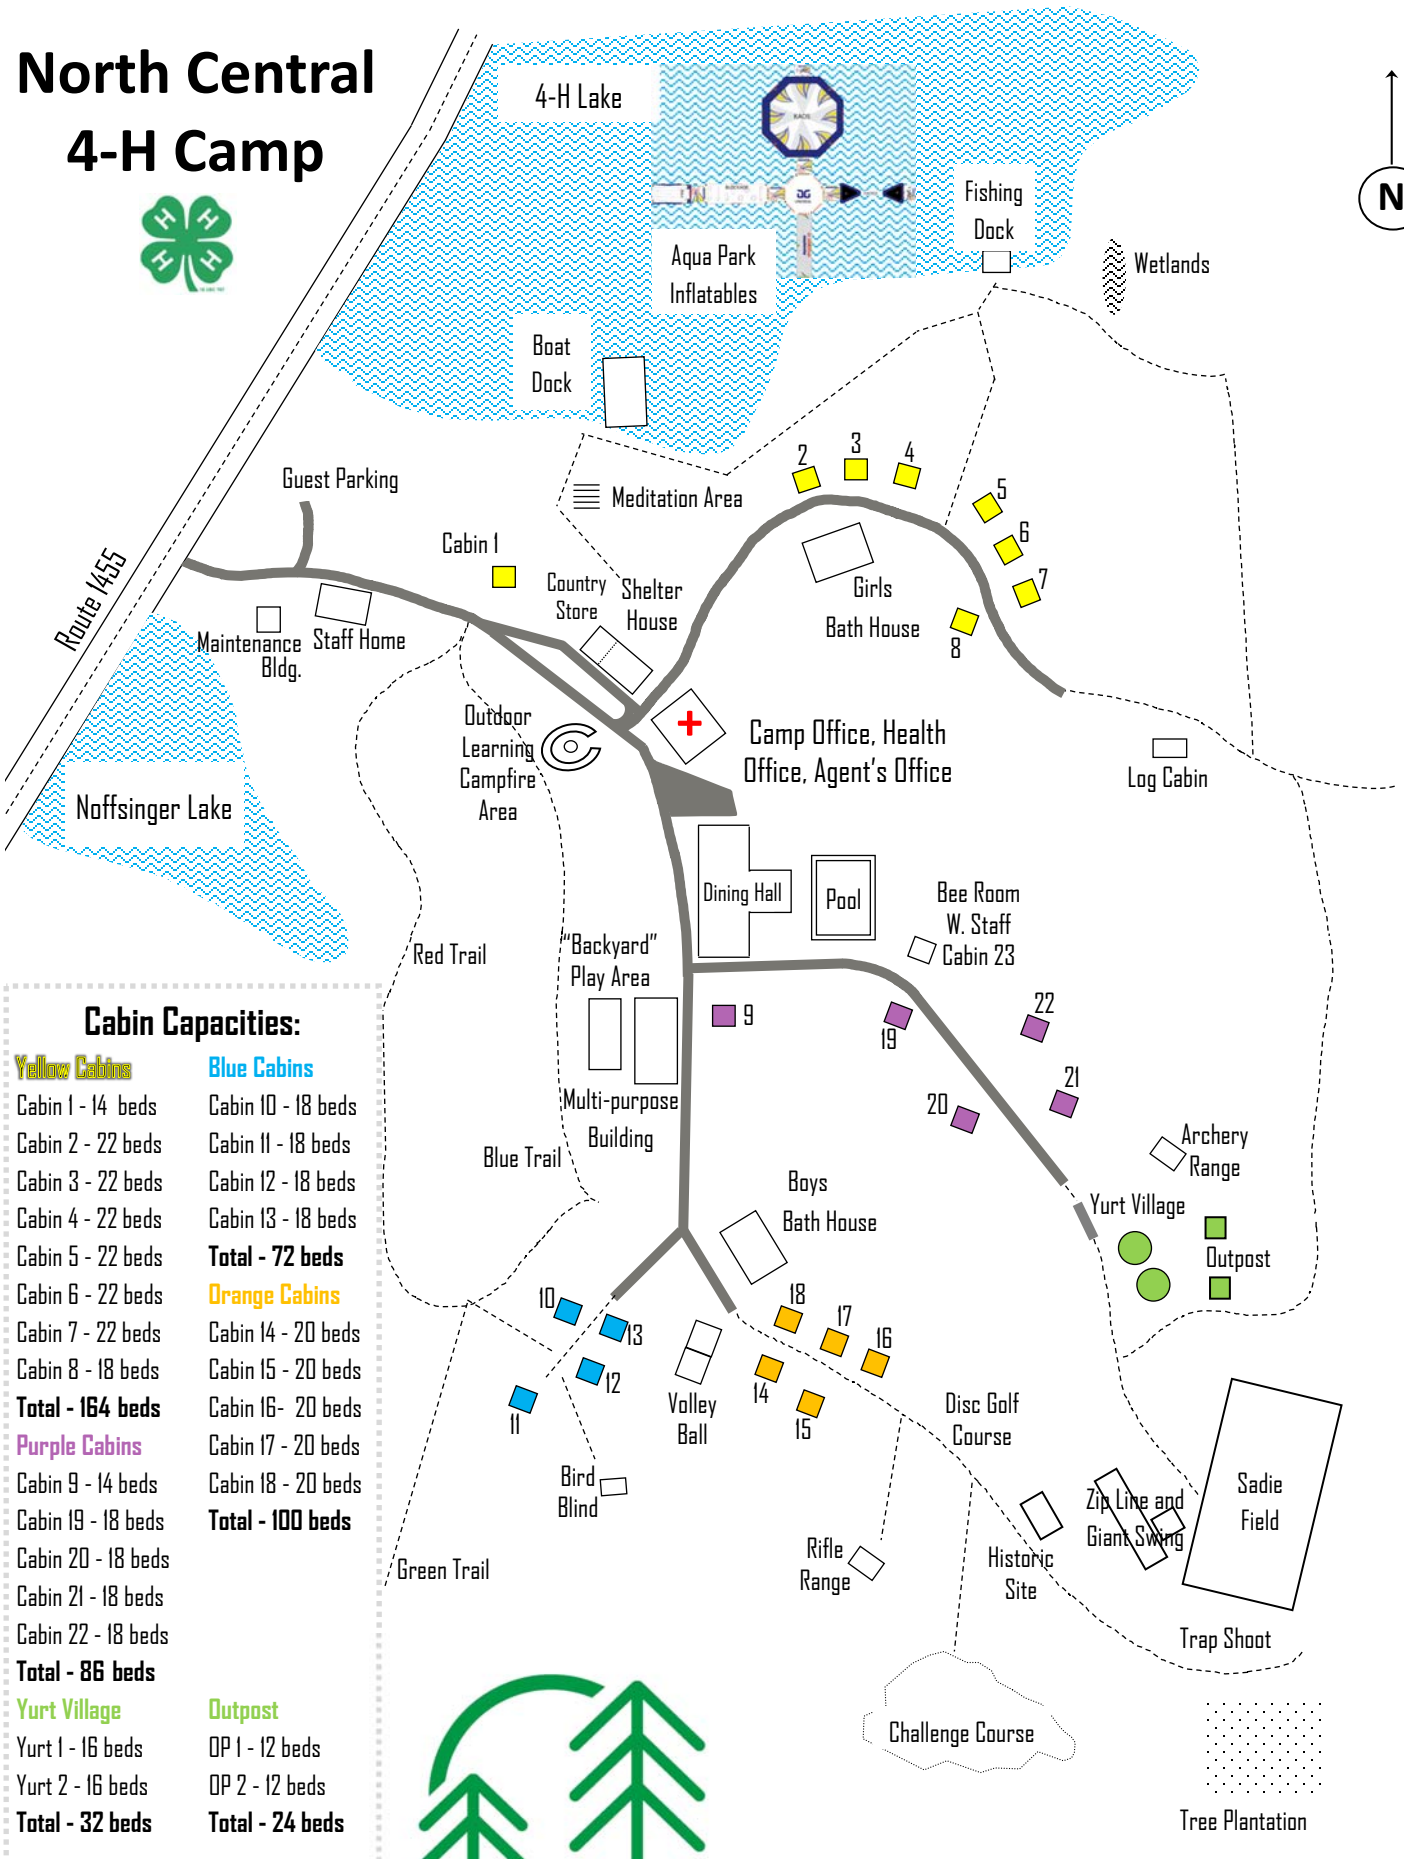 North Central
4-H Camp
H H
H H
4-H Lake
Aqua Park
Inflatables
Fishing
Dock
N
Wetlands
Boat
Dock
Guest Parking
Meditation Area
2
3
4
5
6
7
8
Route 1455
Cabin 1
Country
Store
Shelter
House
Girls
Bath House
Maintenance
Bldg.
Staff Home
Outdoor
Learning
Campfire
Area
Camp Office, Health
Office, Agent's Office
Log Cabin
Noffsinger Lake
Dining Hall
Pool
Bee Room
W. Staff
Cabin 23
Red Trail
"Backyard"
Play Area
9
19
22
21
20
Multi-purpose
Building
Blue Trail
Archery
Range
Yurt Village
Outpost
Boys
Bath House
10
13
12
11
18
17
16
14
15
Volley
Ball
Disc Golf
Course
Bird
Blind
Green Trail
Rifle
Range
Historic
Site
Zip Line and
Giant Swing
Sadie
Field
Trap Shoot
Challenge Course
Tree Plantation
Cabin Capacities:
Yellow Cabins
Cabin 1 - 14 beds
Cabin 2 - 22 beds
Cabin 3 - 22 beds
Cabin 4 - 22 beds
Cabin 5 - 22 beds
Cabin 6 - 22 beds
Cabin 7 - 22 beds
Cabin 8 - 18 beds
Total - 164 beds
Purple Cabins
Cabin 9 - 14 beds
Cabin 19 - 18 beds
Cabin 20 - 18 beds
Cabin 21 - 18 beds
Cabin 22 - 18 beds
Total - 86 beds
Yurt Village
Yurt 1 - 16 beds
Yurt 2 - 16 beds
Total - 32 beds
Blue Cabins
Cabin 10 - 18 beds
Cabin 11 - 18 beds
Cabin 12 - 18 beds
Cabin 13 - 18 beds
Total - 72 beds
Orange Cabins
Cabin 14 - 20 beds
Cabin 15 - 20 beds
Cabin 16- 20 beds
Cabin 17 - 20 beds
Cabin 18 - 20 beds
Total - 100 beds
Outpost
OP 1 - 12 beds
OP 2 - 12 beds
Total - 24 beds